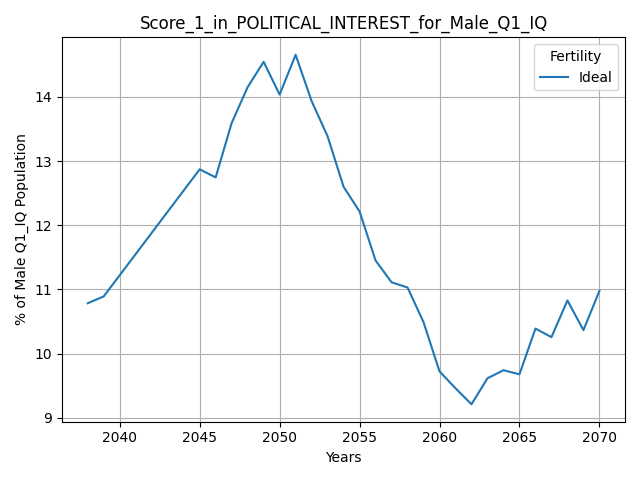 Score_1_in_POLITICAL_INTEREST_for_Male_Q1_IQ
Fertility
Ideal
% of Male Q1_IQ Population
14
13
12
11
10
9
2040 2045 2050 2055 2060 2065 2070
Years